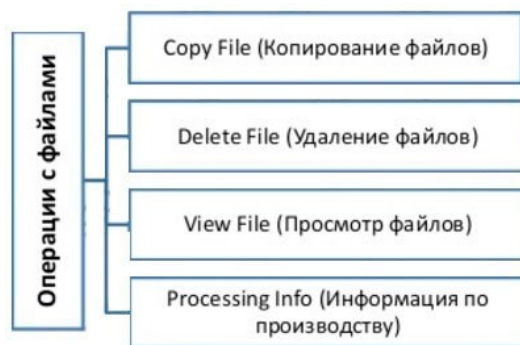 Операции с файлами
Copy File (Копирование файлов)
Delete File (Удаление файлов)
View File (Просмотр файлов)
Processing Info (Информация по
производству)